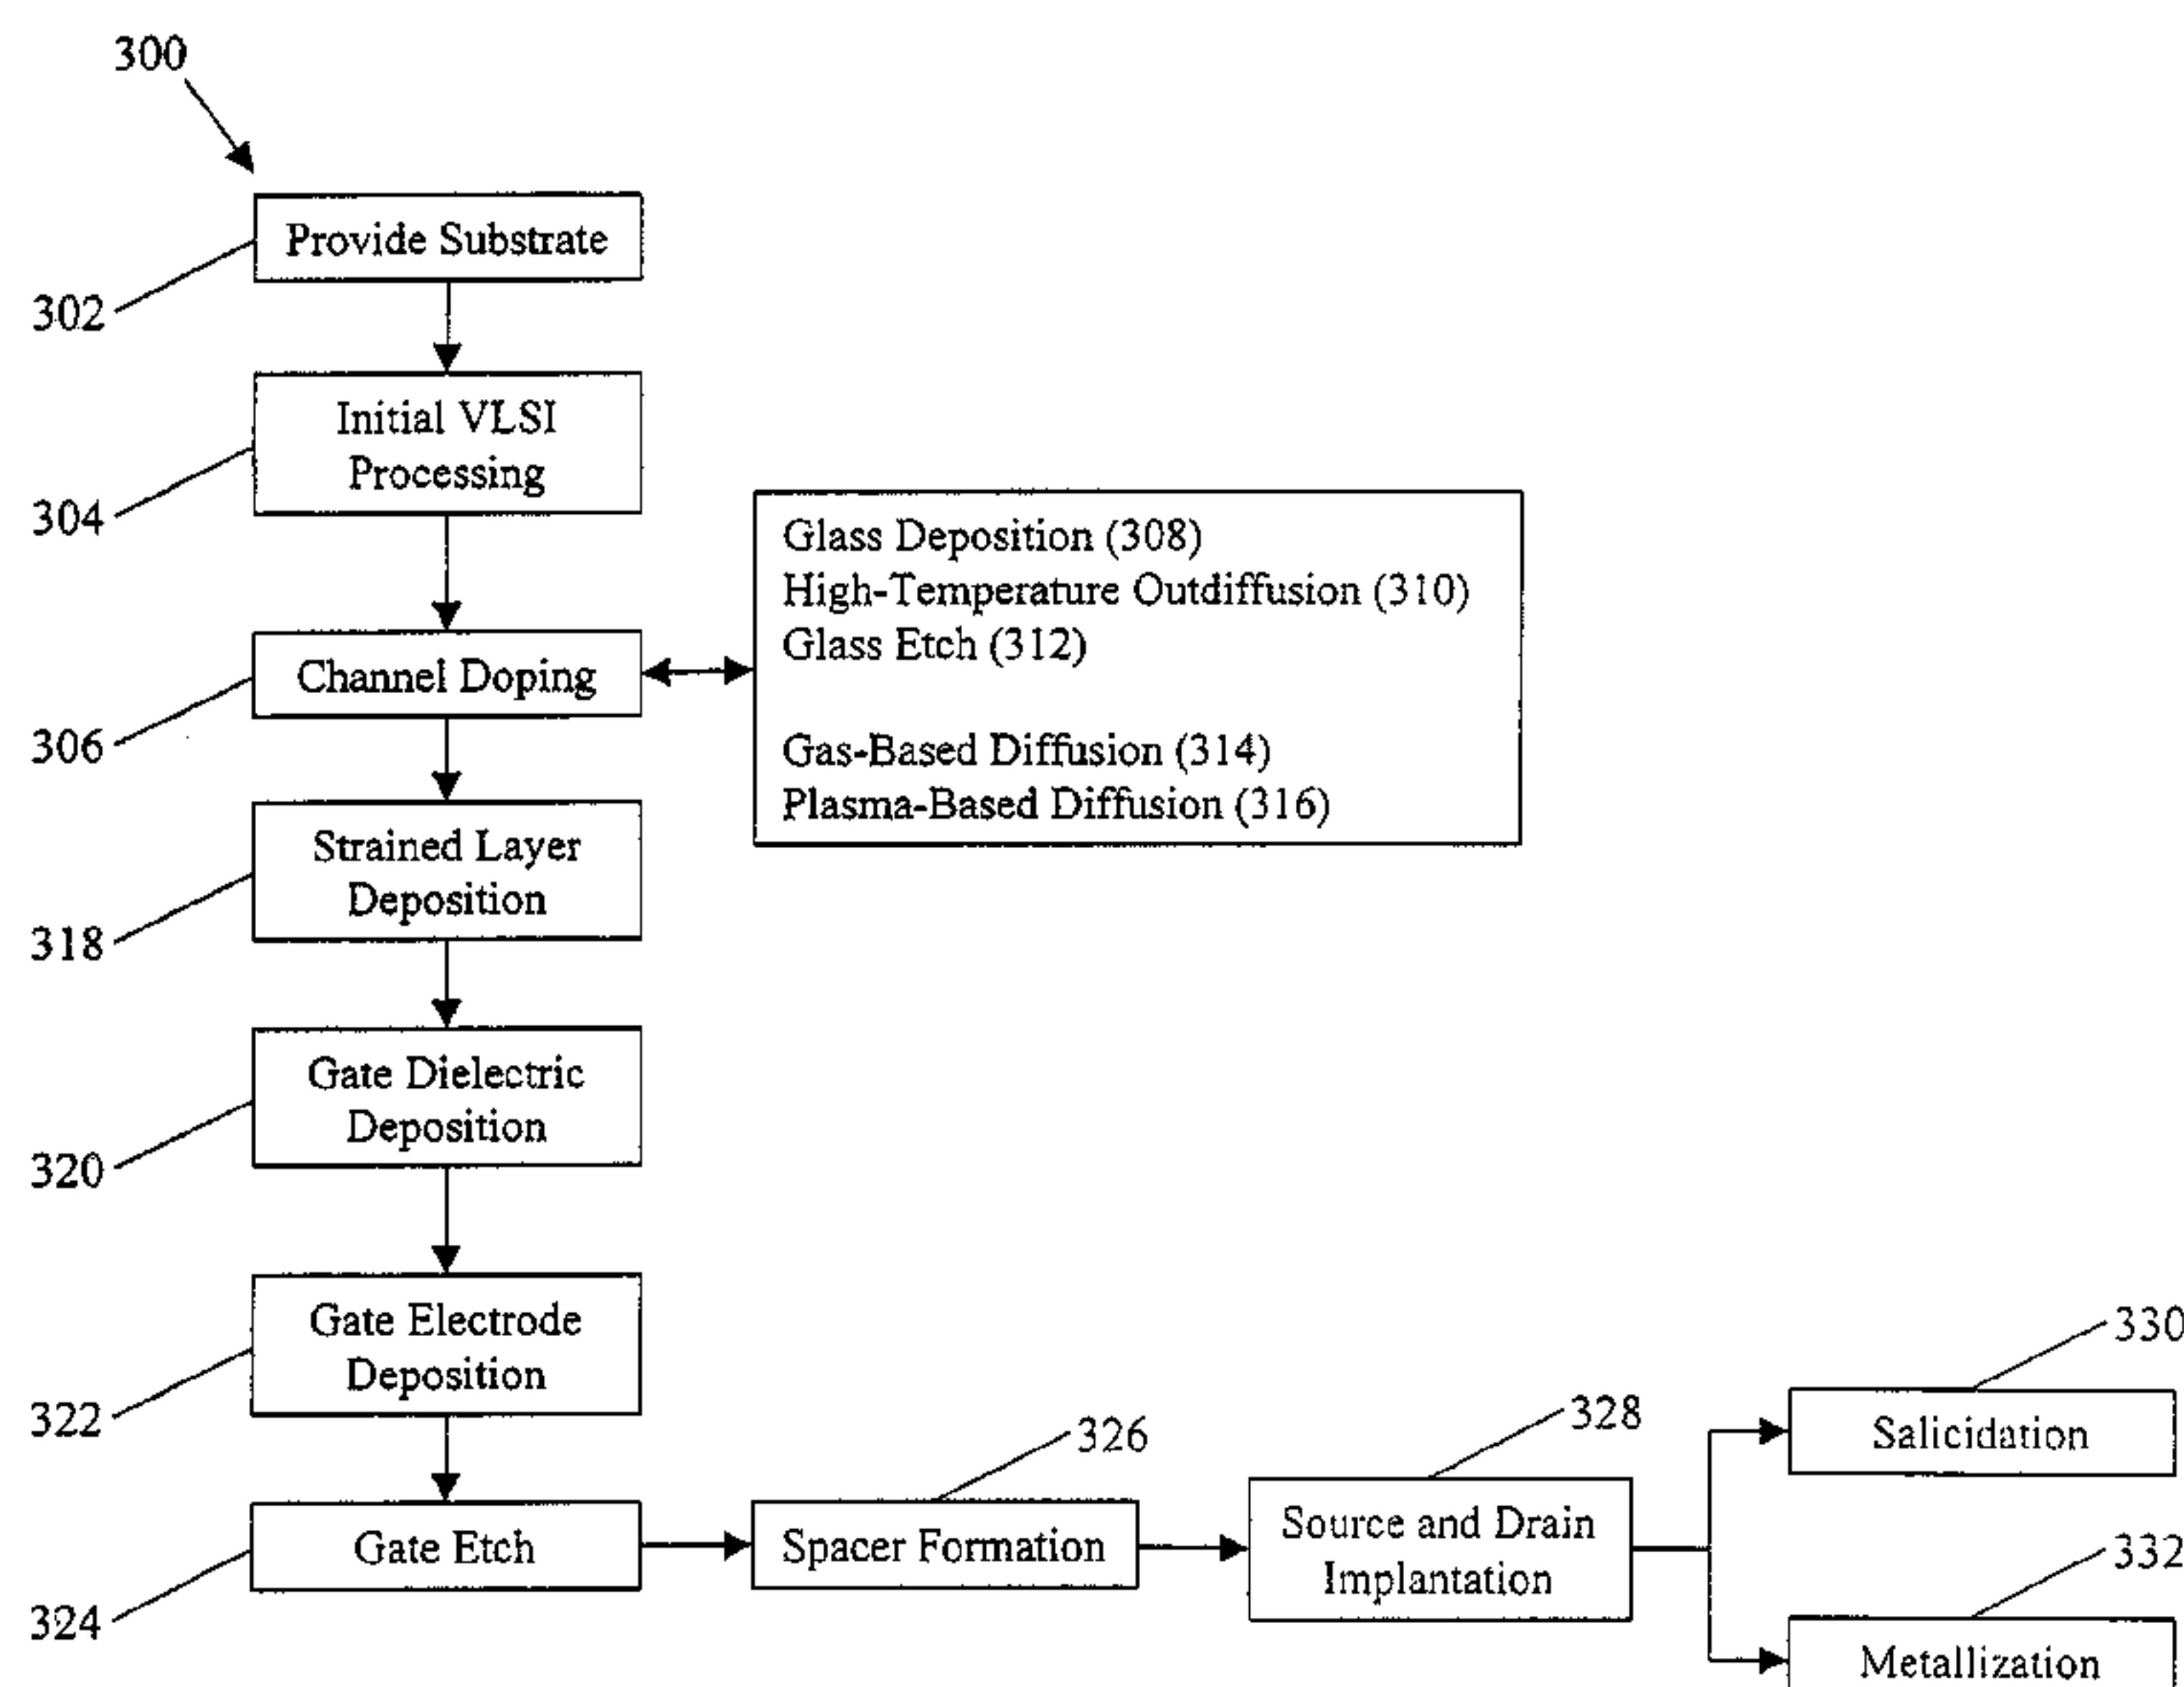 300
Provide Substrate
302
Initial VLSI
Processing
304
Glass Deposition (308)
High-Temperature Outdiffusion (310)
Glass Etch (312)
Gas-Based Diffusion (314)
Plasma-Based Diffusion (316)
Channel Doping
306
Strained Layer
Deposition
318
Gate Dielectric
Deposition
320
Gate Electrode
Deposition
322
Gate Etch
324
326
Spacer Formation
328
Source and Drain
Implantation
330
Salicidation
332
Metallization